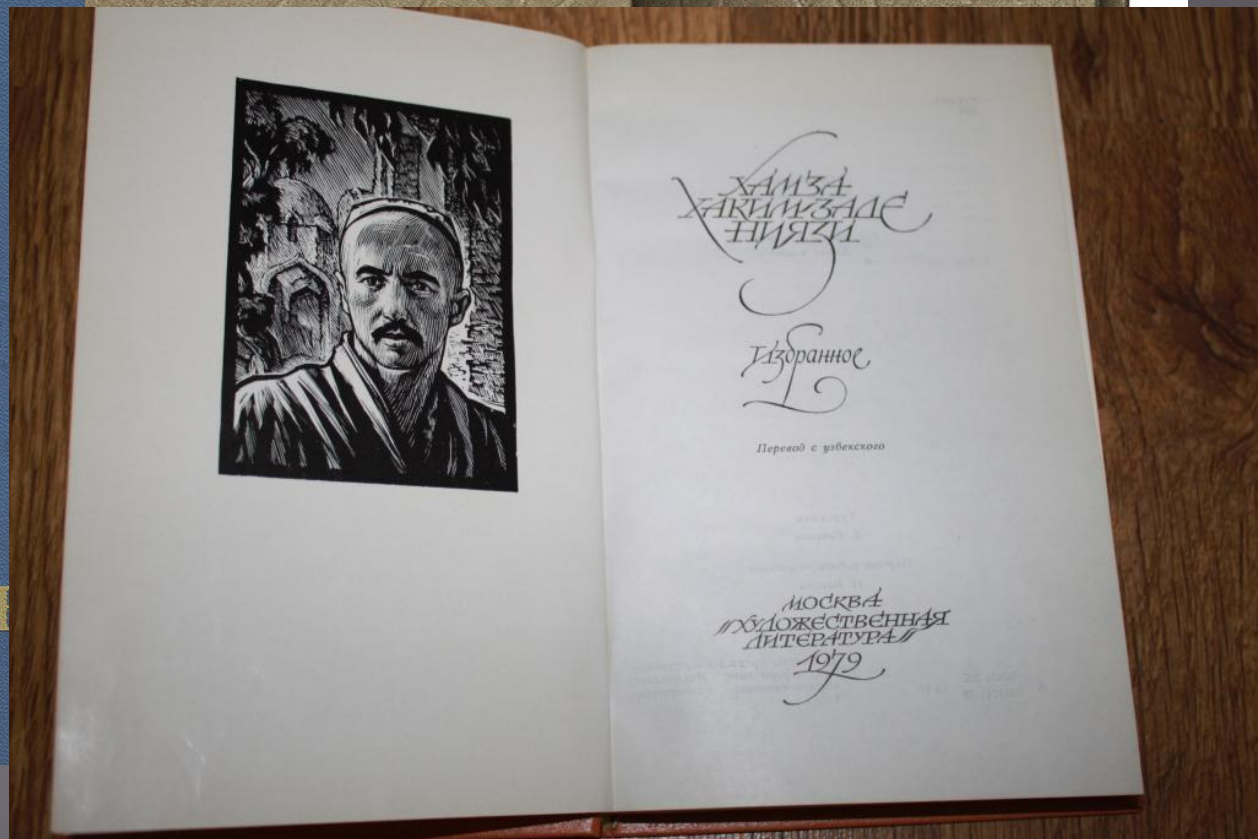 ХАМЗА
ХАКИМЗАДЕ
НИЯЗИ
Избранное
Перевод с узбекского
МОСКВА
„ХУДОЖЕСТВЕННАЯ
ЛИТЕРАТУРА“
1979